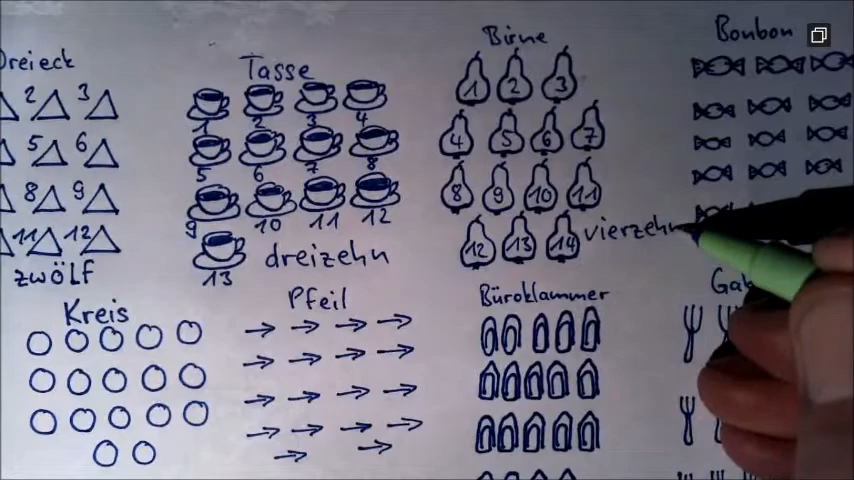 Dreieck
2 3
5 6
8 9
11 12
zwölf
Tasse
1 2 3 4
5 6 7 8
9 10 11 12
13 dreizehn
Birne
1 2 3
4 5 6 7
8 9 10 11
12 13 14 vierzehn
Bonbon
Kreis
Pfeil
Büroklammer